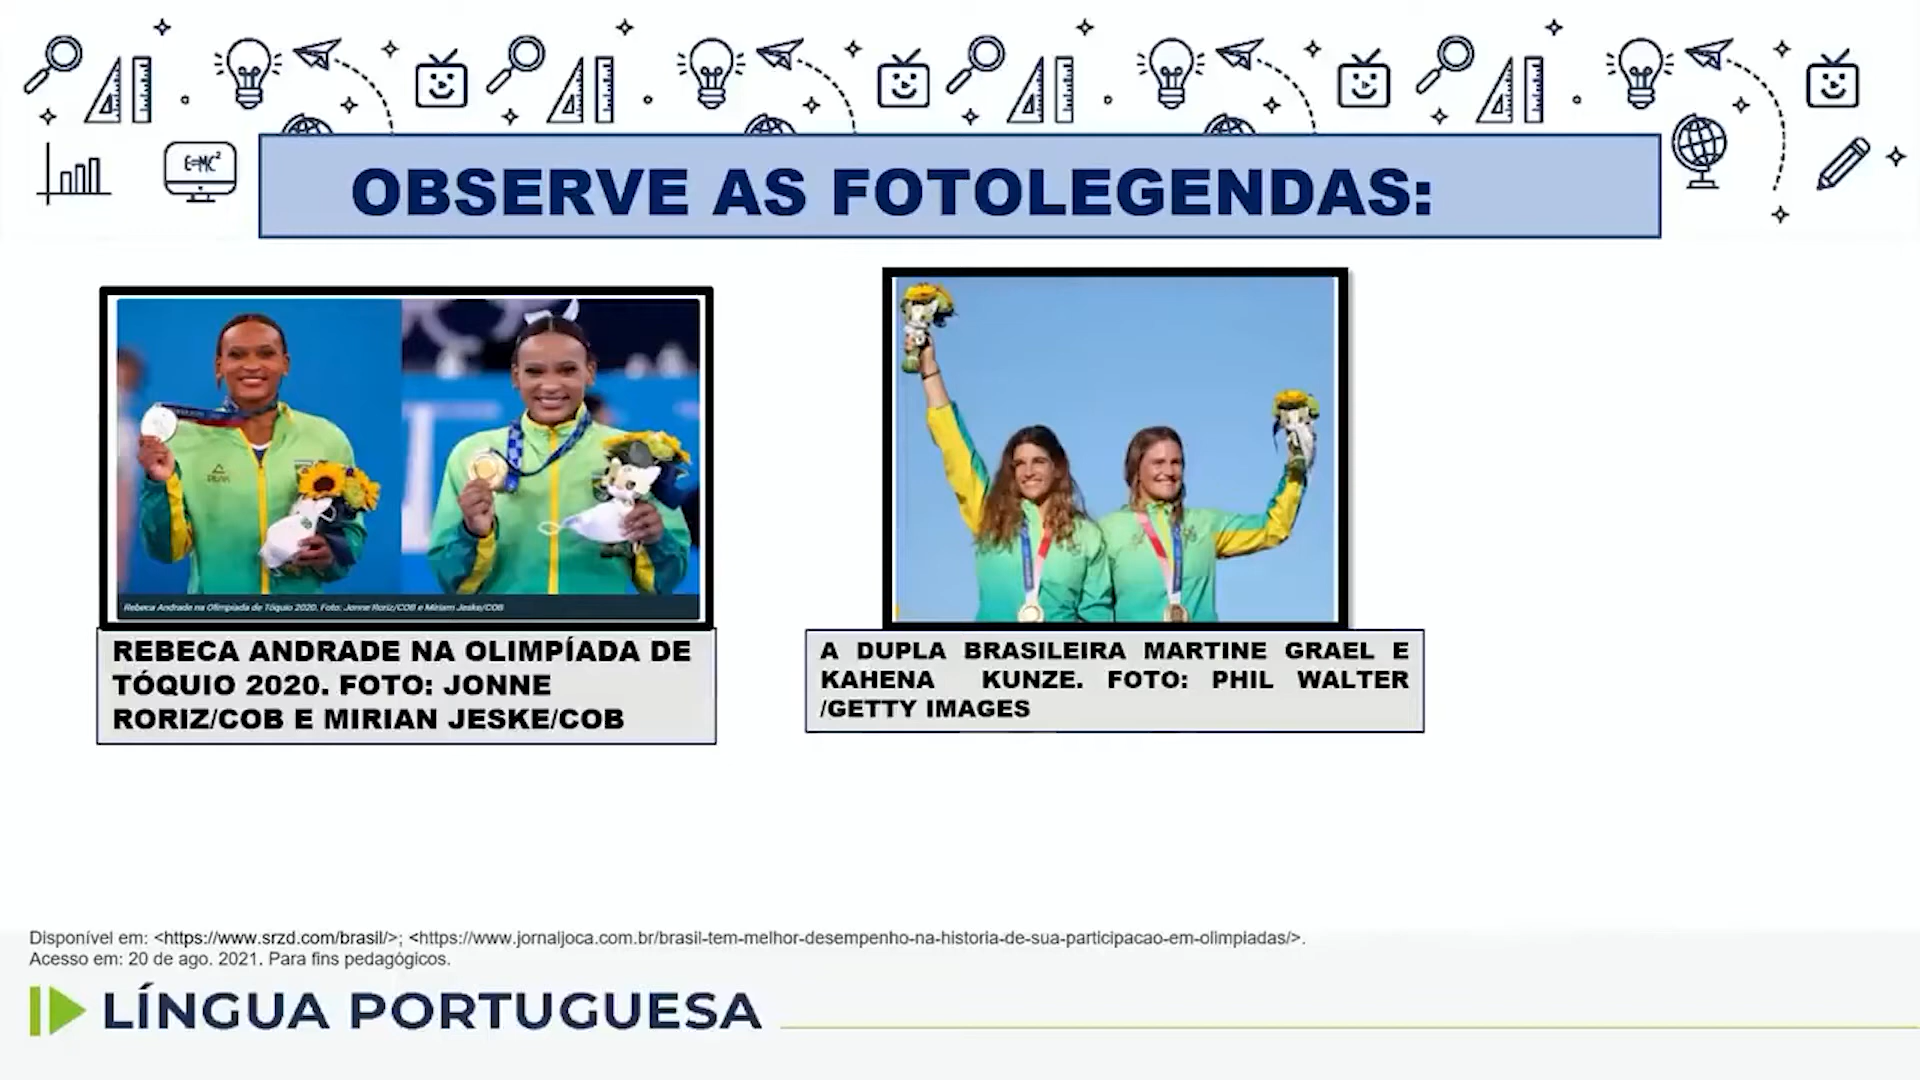 E=MC²
OBSERVE AS FOTOLEGENDAS:
Rebeca Andrade na Olimpíada de Tóquio 2020. Foto: Jonne Roriz/COB e Miriam Jeske/COB
REBECA ANDRADE NA OLIMPÍADA DE
TÓQUIO 2020. FOTO: JONNE
RORIZ/COB E MIRIAN JESKE/COB
A DUPLA BRASILEIRA MARTINE GRAEL E
KAHENA KUNZE. FOTO: PHIL WALTER
/GETTY IMAGES
Disponível em: <https://www.srzd.com/brasil/>; <https://www.jornaljoca.com.br/brasil-tem-melhor-desempenho-na-historia-de-sua-participacao-em-olimpiadas/>.
Acesso em: 20 de ago. 2021. Para fins pedagógicos.
LÍNGUA PORTUGUESA